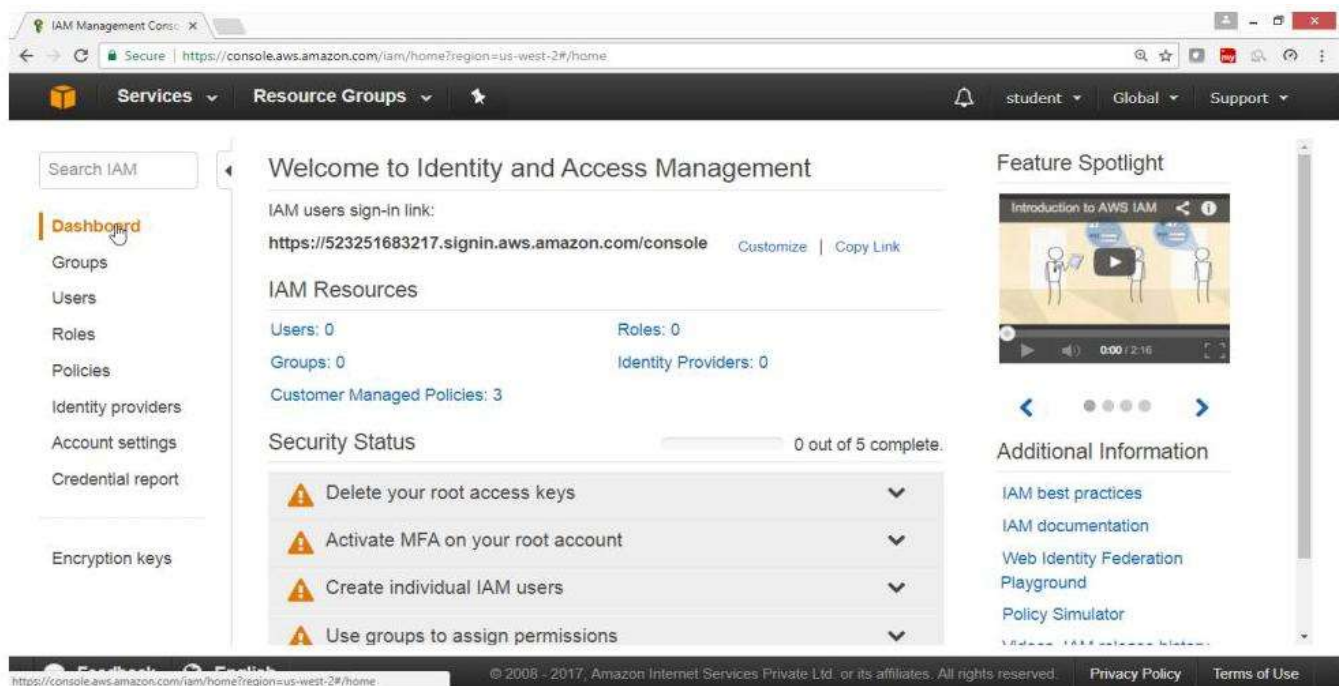 IAM Management Conso
Secure | https://console.aws.amazon.com/iam/home?region=us-west-2#/home
Services Resource Groups student Global Support
Search IAM
Dashboard
Groups
Users
Roles
Policies
Identity providers
Account settings
Credential report
Encryption keys
Welcome to Identity and Access Management
IAM users sign-in link:
https://523251683217.signin.aws.amazon.com/console Customize | Copy Link
IAM Resources
Users: 0 Roles: 0
Groups: 0 Identity Providers: 0
Customer Managed Policies: 3
Security Status 0 out of 5 complete.
Delete your root access keys
Activate MFA on your root account
Create individual IAM users
Use groups to assign permissions
Feature Spotlight
Introduction to AWS IAM
0:00 / 2:16
Additional Information
IAM best practices
IAM documentation
Web Identity Federation
Playground
Policy Simulator
Videos, IAM release history
Feedback English
https://console.aws.amazon.com/iam/home?region=us-west-2#/home
© 2008 - 2017, Amazon Internet Services Private Ltd. or its affiliates. All rights reserved. Privacy Policy Terms of Use